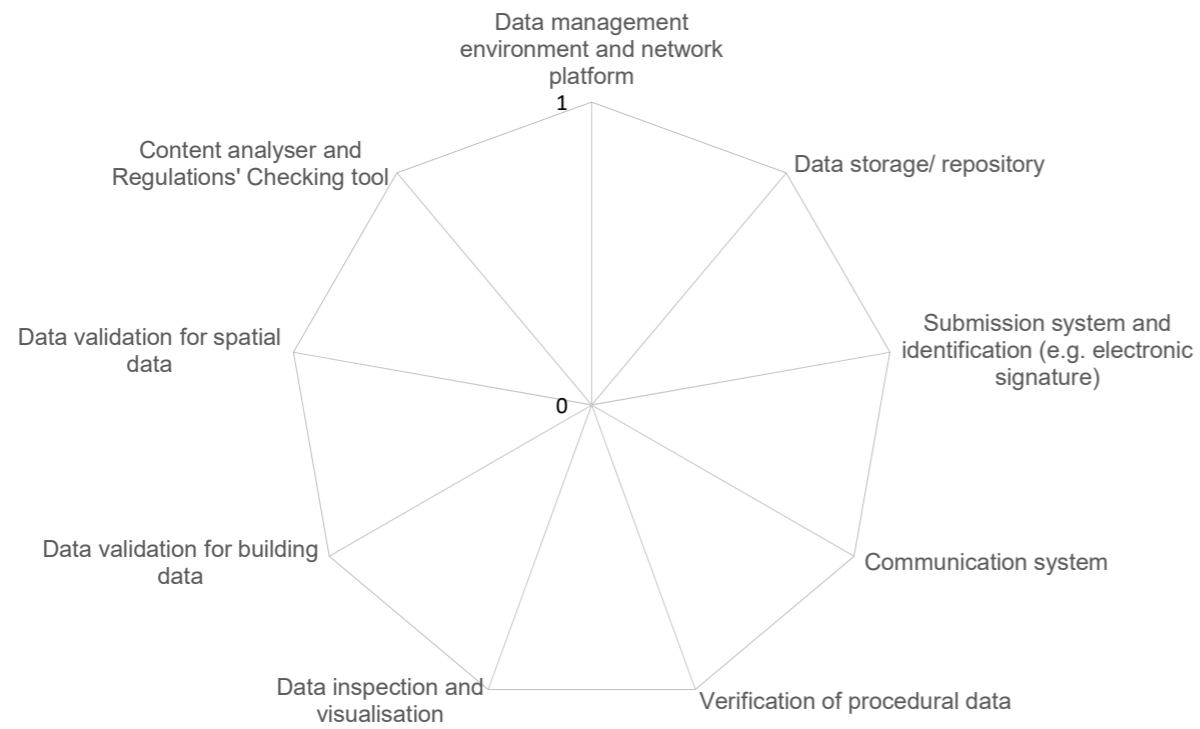 Data management
environment and network
platform
1
Content analyser and
Regulations' Checking tool
Data storage/ repository
Submission system and
identification (e.g. electronic
signature)
Data validation for spatial
data
0
Data validation for building
data
Communication system
Data inspection and
visualisation
Verification of procedural data